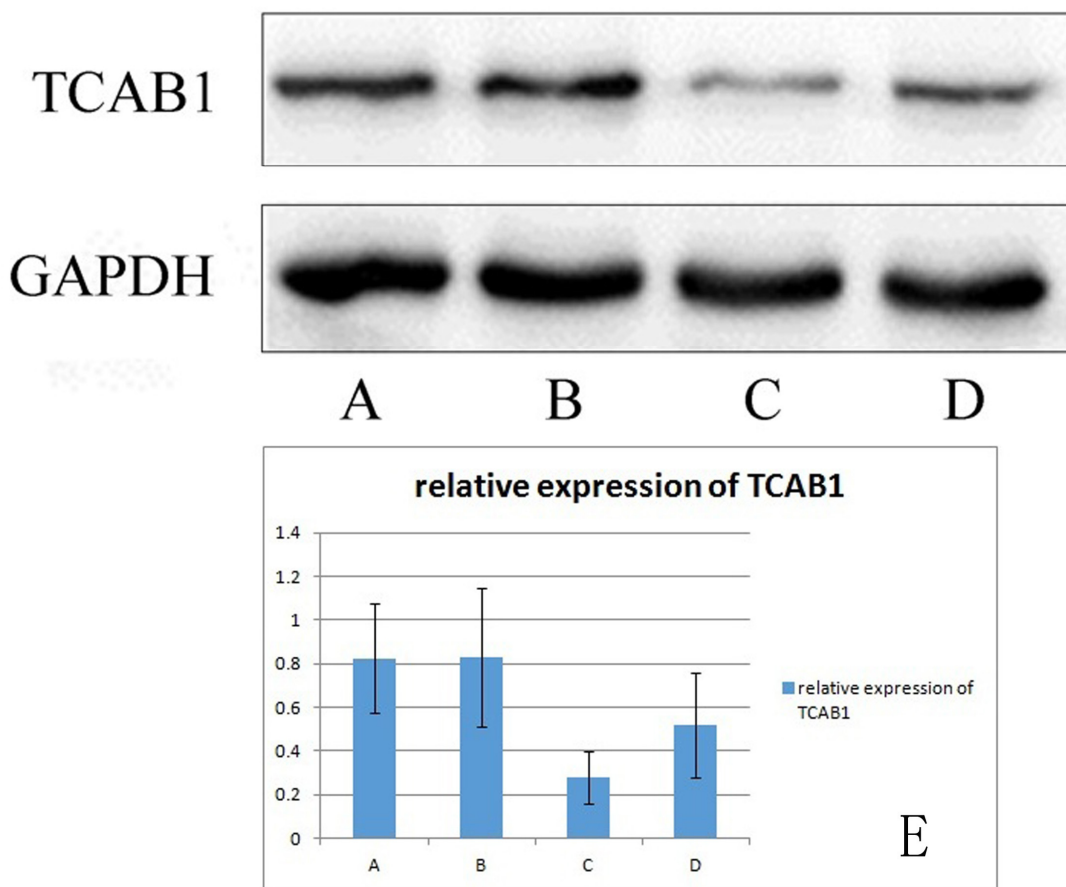 TCAB1
GAPDH
A B C D
relative expression of TCAB1
1.4
1.2
1
0.8
0.6
0.4
0.2
0
A B C D
relative expression of
TCAB1
E